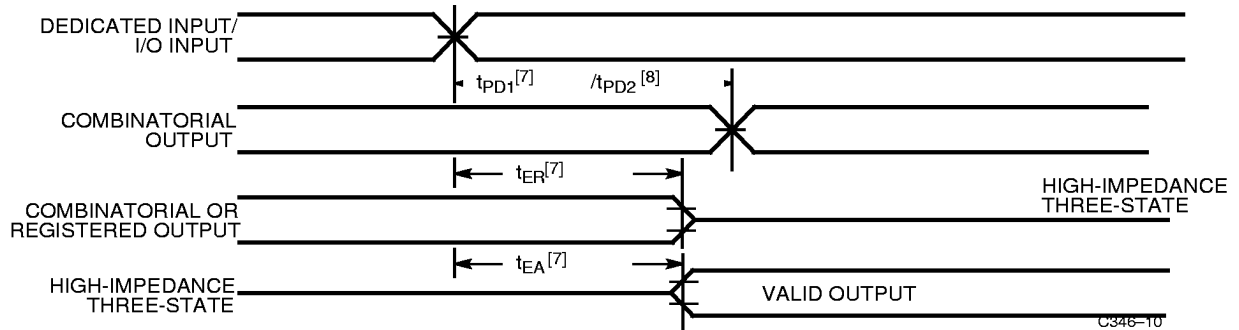 DEDICATED INPUT/
I/O INPUT
tPD1[7] /tPD2 [8]
COMBINATORIAL
OUTPUT
tER[7]
HIGH-IMPEDANCE
THREE-STATE
COMBINATORIAL OR
REGISTERED OUTPUT
tEA[7]
HIGH-IMPEDANCE
THREE-STATE
VALID OUTPUT
C346–10